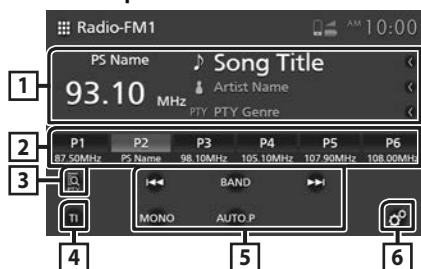 Radio-FM1 AM 10:00
PS Name Song Title
93.10 MHz Artist Name
PTY PTY Genre
1
P1 P2 P3 P4 P5 P6
87.50MHz PS Name 98.10MHz 105.10MHz 107.90MHz 108.00MHz
2
BAND
3
TI MONO AUTO.P
4 5 6